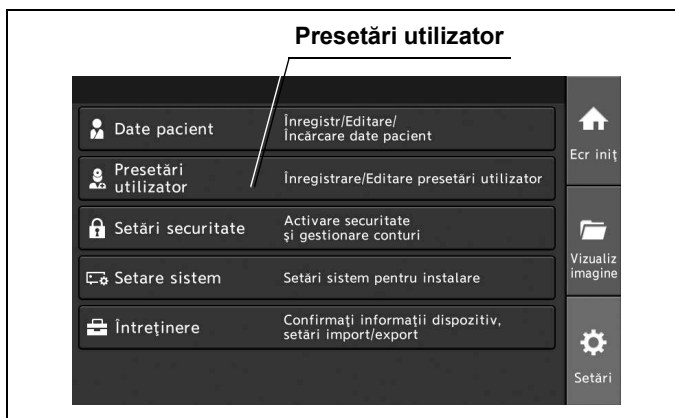 Presetări utilizator
Date pacient
Înregistr/Editare/
Încărcare date pacient
Presetări
utilizator
Înregistrare/Editare presetări utilizator
Setări securitate
Activare securitate
şi gestionare conturi
Setare sistem
Setări sistem pentru instalare
Întreţinere
Confirmaţi informaţii dispozitiv,
setări import/export
Ecr iniţ
Vizualiz
imagine
Setări